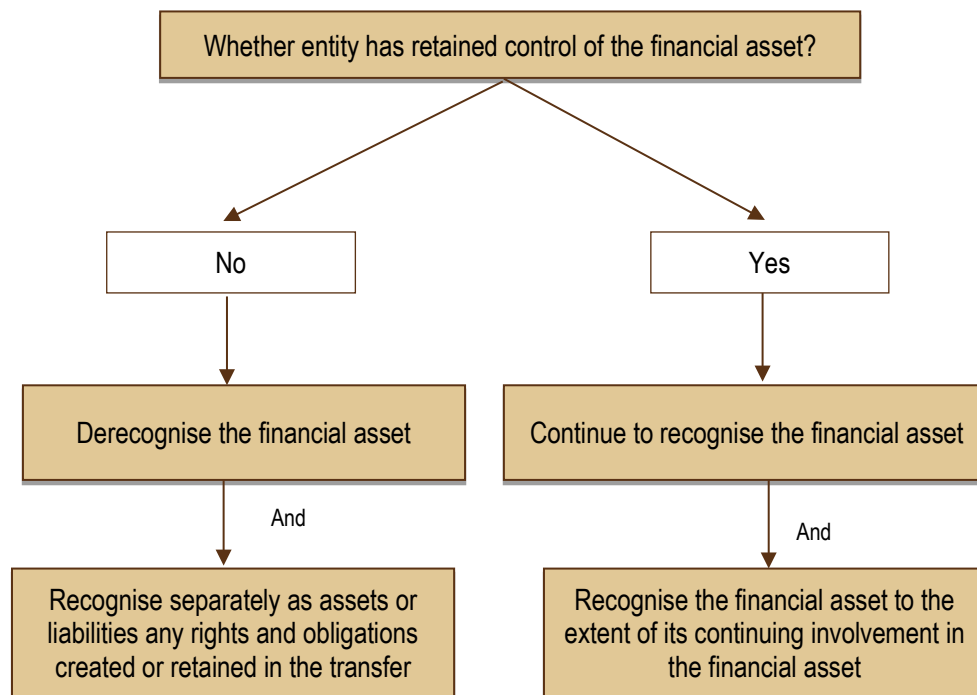 Whether entity has retained control of the financial asset?
No
Yes
Derecognise the financial asset
Continue to recognise the financial asset
And
And
Recognise separately as assets or
liabilities any rights and obligations
created or retained in the transfer
Recognise the financial asset to the
extent of its continuing involvement in
the financial asset